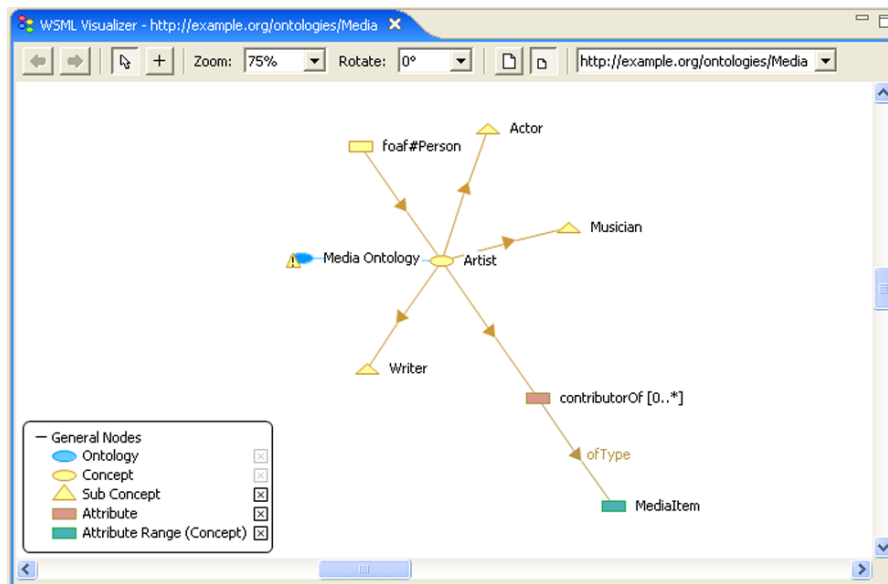 WSML Visualizer - http://example.org/ontologies/Media
Zoom: 75% Rotate: 0° http://example.org/ontologies/Media
Actor
foaf#Person
Musician
Media Ontology Artist
Writer
contributorOf [0..*]
ofType
MediaItem
General Nodes
Ontology
Concept
Sub Concept
Attribute
Attribute Range (Concept)